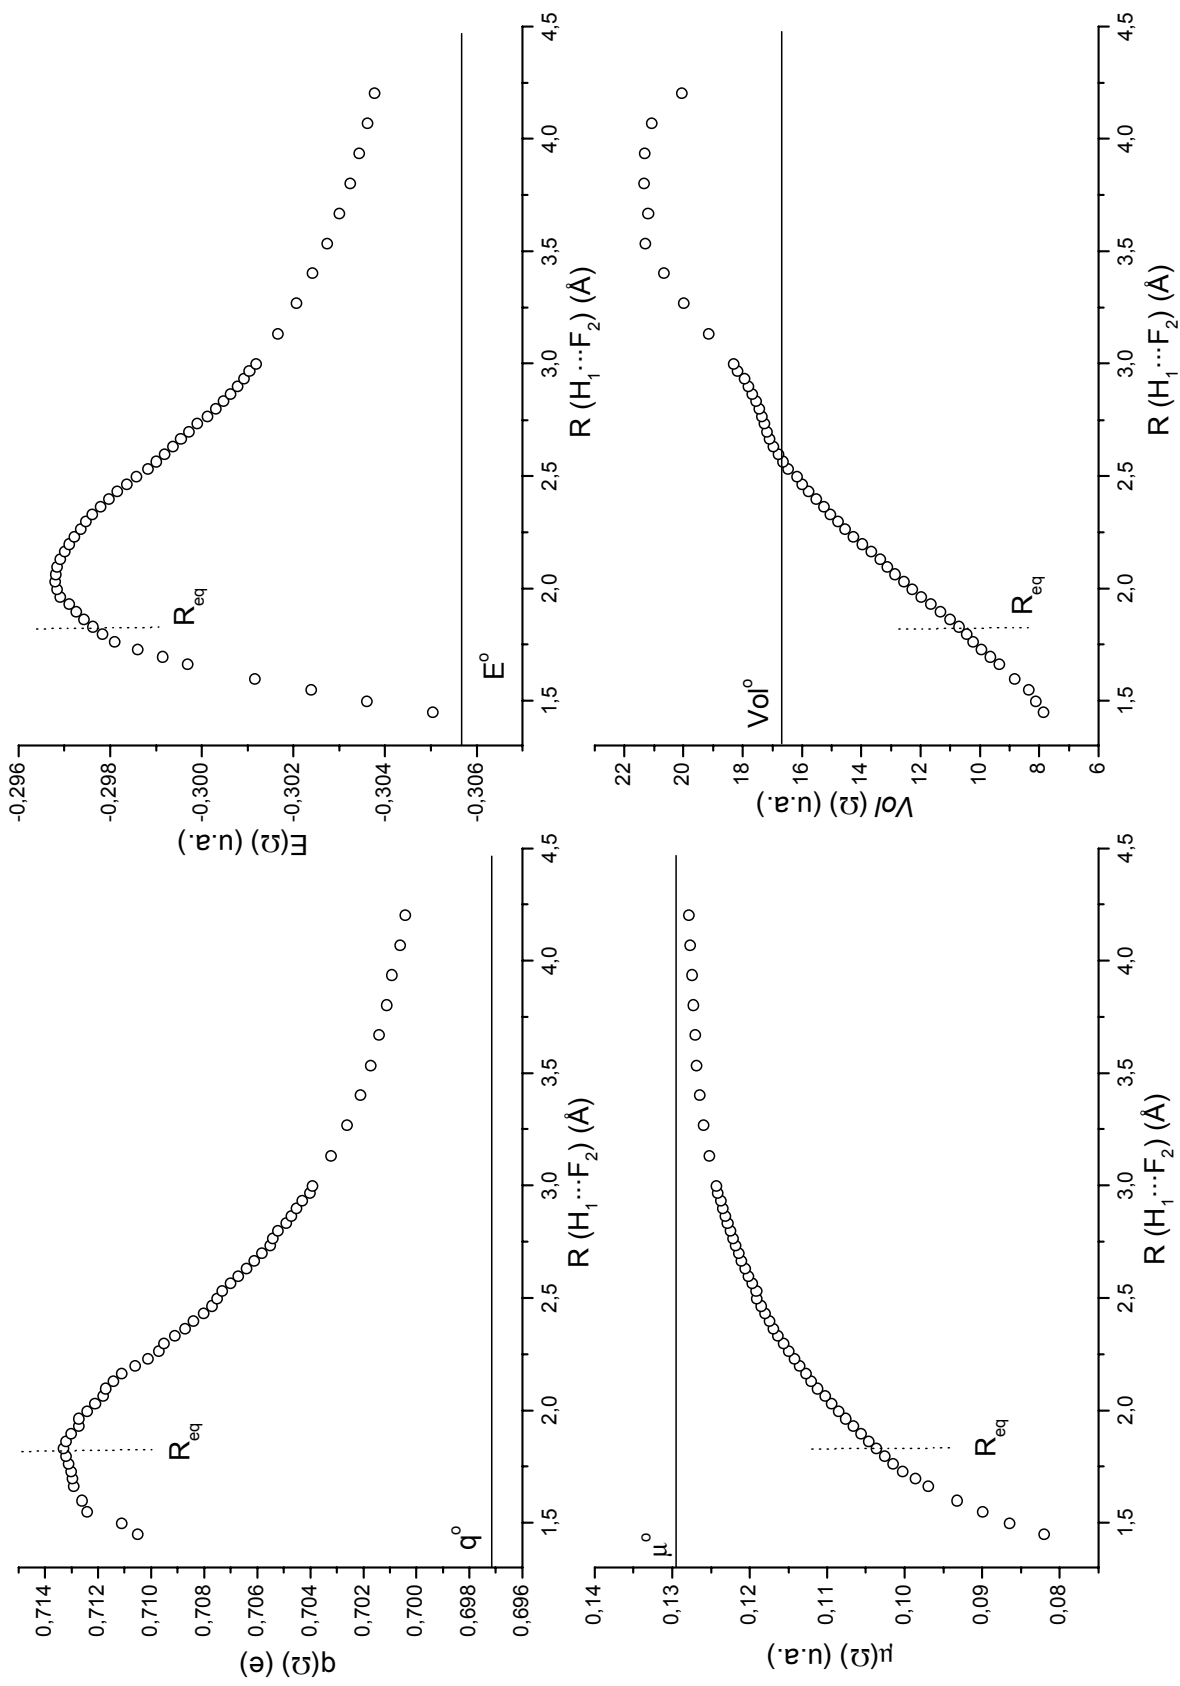 q(Ω) (e)
0,714
0,712
0,710
0,708
0,706
0,704
0,702
0,700
0,698
0,696
R_eq
q°
1,5 2,0 2,5 3,0 3,5 4,0 4,5
R (H₁···F₂) (Å)
E(Ω) (u.a.)
-0,296
-0,298
-0,300
-0,302
-0,304
-0,306
R_eq
E°
1,5 2,0 2,5 3,0 3,5 4,0 4,5
R (H₁···F₂) (Å)
μ(Ω) (u.a.)
0,14
0,13
0,12
0,11
0,10
0,09
0,08
μ°
R_eq
1,5 2,0 2,5 3,0 3,5 4,0 4,5
R (H₁···F₂) (Å)
Vol (Ω) (u.a.)
22
20
18
16
14
12
10
8
6
Vol°
R_eq
1,5 2,0 2,5 3,0 3,5 4,0 4,5
R (H₁···F₂) (Å)